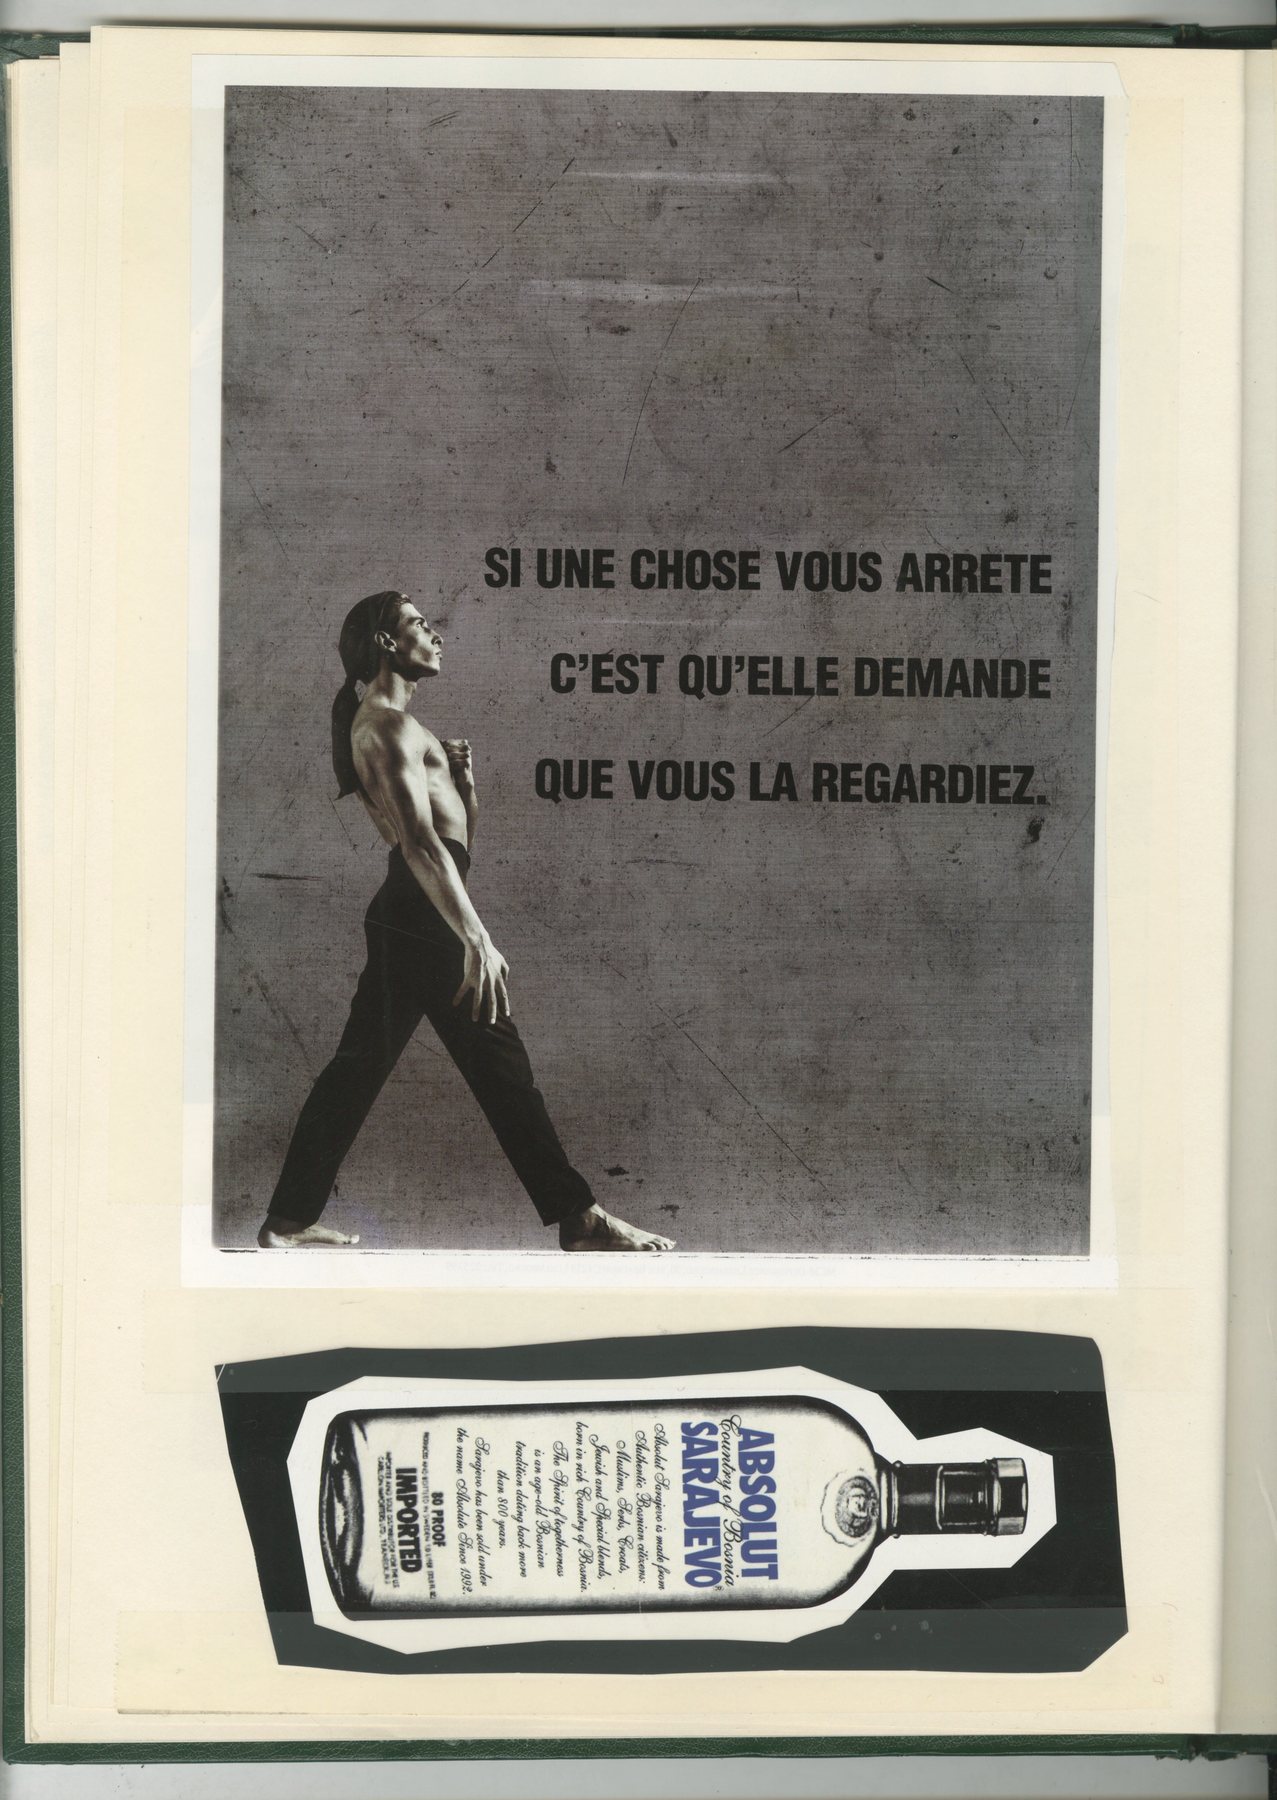 SI UNE CHOSE VOUS ARRETE
C'EST QU'ELLE DEMANDE
QUE VOUS LA REGARDIEZ.
ABSOLUT
Country of Bosnia
SARAJEVO
Absolut Sarajevo is made from
Authentic Bosnian citizens:
Muslims, Serbs, Croats,
Jewish and Special blends,
born in rich Country of Bosnia.
The Spirit of togetherness
is an age-old Bosnian
tradition dating back more
than 800 years.
Sarajevo has been sold under
the name Absolute Since 1992.
80 PROOF
IMPORTED